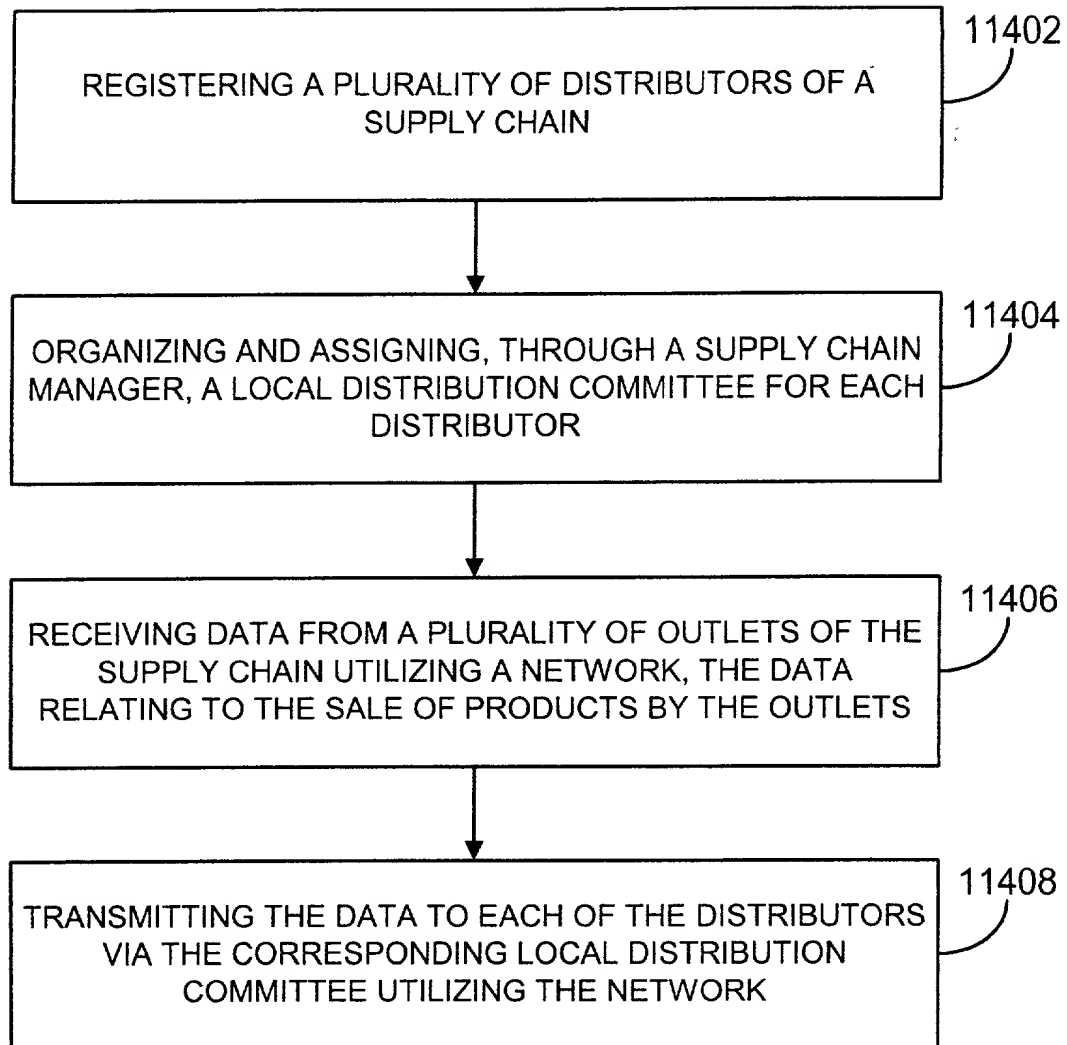 11402
REGISTERING A PLURALITY OF DISTRIBUTORS OF A
SUPPLY CHAIN
11404
ORGANIZING AND ASSIGNING, THROUGH A SUPPLY CHAIN
MANAGER, A LOCAL DISTRIBUTION COMMITTEE FOR EACH
DISTRIBUTOR
11406
RECEIVING DATA FROM A PLURALITY OF OUTLETS OF THE
SUPPLY CHAIN UTILIZING A NETWORK, THE DATA
RELATING TO THE SALE OF PRODUCTS BY THE OUTLETS
11408
TRANSMITTING THE DATA TO EACH OF THE DISTRIBUTORS
VIA THE CORRESPONDING LOCAL DISTRIBUTION
COMMITTEE UTILIZING THE NETWORK